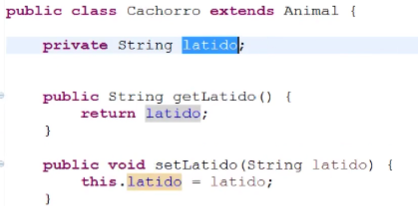 public class Cachorro extends Animal {
private String latido;
public String getLatido() {
return latido;
}
public void setLatido(String latido) {
this.latido = latido;
}